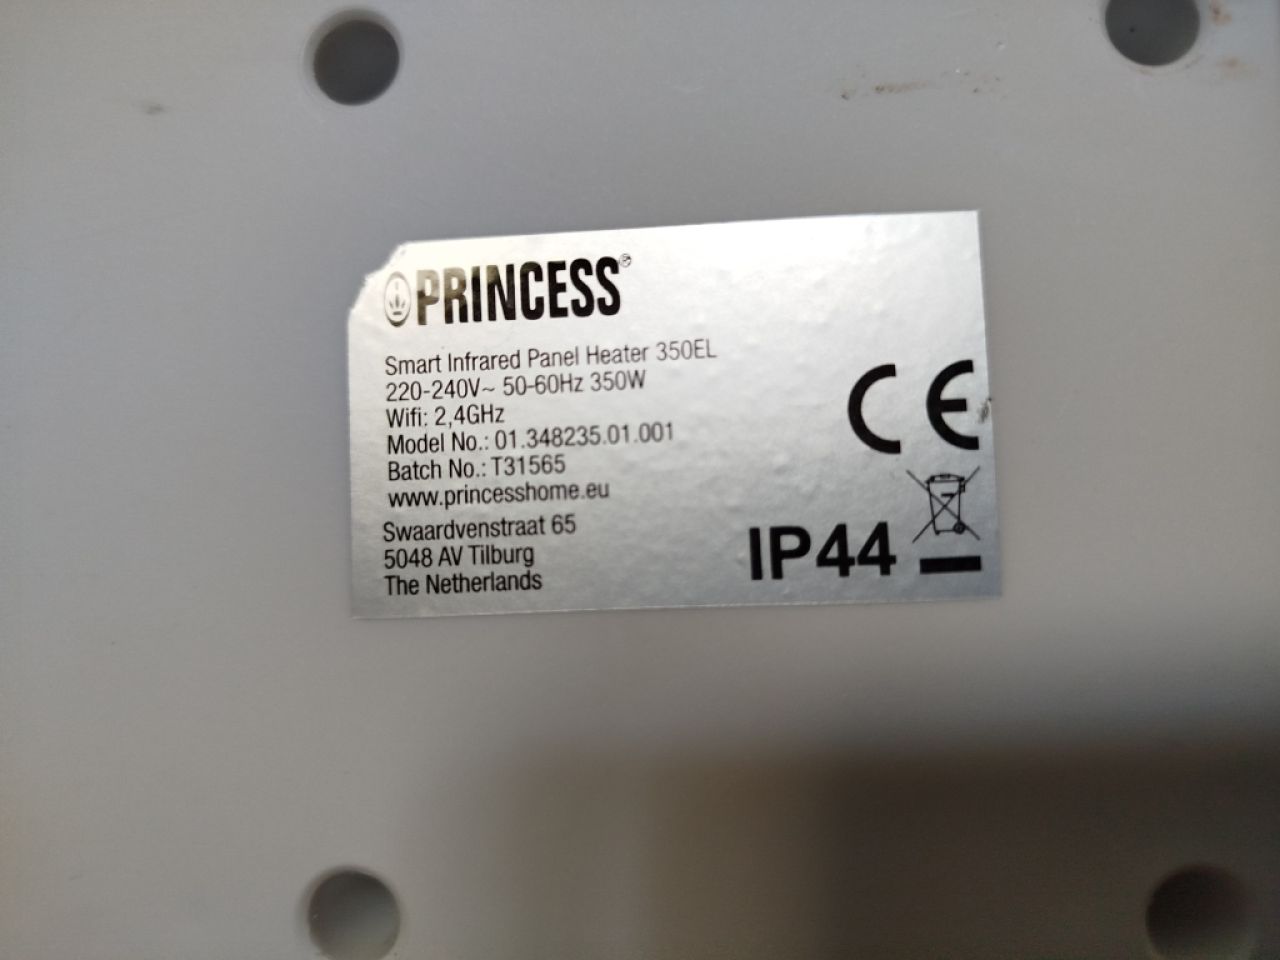 PRINCESS®
Smart Infrared Panel Heater 350EL
220-240V~ 50-60Hz 350W
Wifi: 2,4GHz
Model No.: 01.348235.01.001
Batch No.: T31565
www.princesshome.eu
Swaardvenstraat 65
5048 AV Tilburg
The Netherlands
CE
IP44